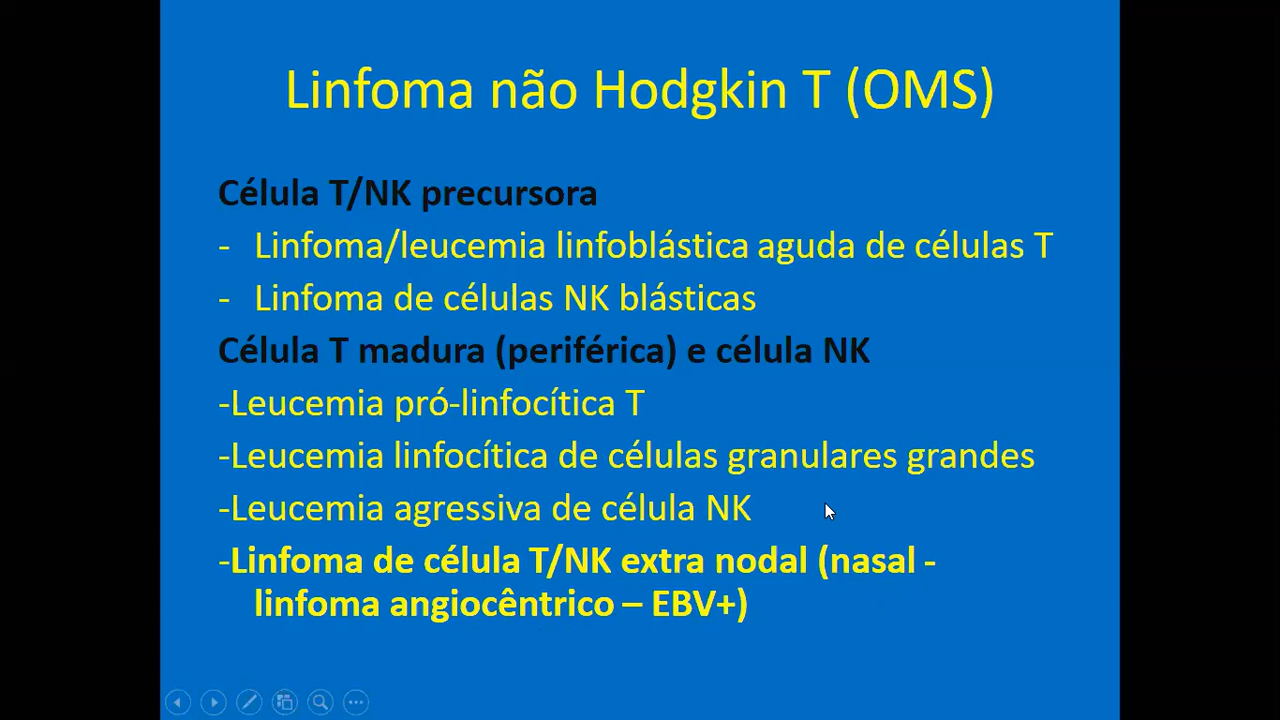 Linfoma não Hodgkin T (OMS)
Célula T/NK precursora
- Linfoma/leucemia linfoblástica aguda de células T
- Linfoma de células NK blásticas
Célula T madura (periférica) e célula NK
-Leucemia pró-linfocítica T
-Leucemia linfocítica de células granulares grandes
-Leucemia agressiva de célula NK
-Linfoma de célula T/NK extra nodal (nasal -
linfoma angiocêntrico – EBV+)